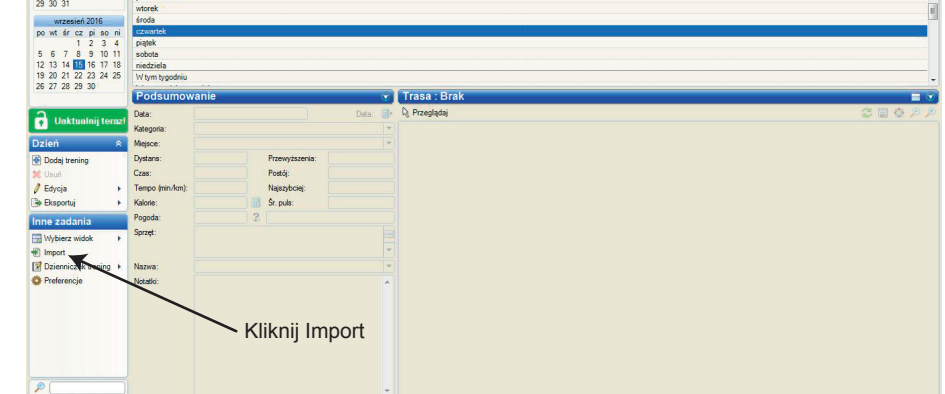 29 30 31
wrzesień 2016
po wt śr cz pi so ni
1 2 3 4
5 6 7 8 9 10 11
12 13 14 15 16 17 18
19 20 21 22 23 24 25
26 27 28 29 30
wtorek
środa
czwartek
piątek
sobota
niedziela
W tym tygodniu
Uaktualnij teraz!
Dzień
Dodaj trening
Usuń
Edycja
Eksportuj
Inne zadania
Wybierz widok
Import
Dzienniczek trening
Preferencje
Podsumowanie
Data: Data:
Kategoria:
Miejsce:
Dystans: Przewyższenia:
Czas: Postój:
Tempo (min/km): Najszybciej:
Kalorie: Śr. puls:
Pogoda: ?
Sprzęt:
Nazwa:
Notatki:
Trasa : Brak
Przeglądaj
Kliknij Import